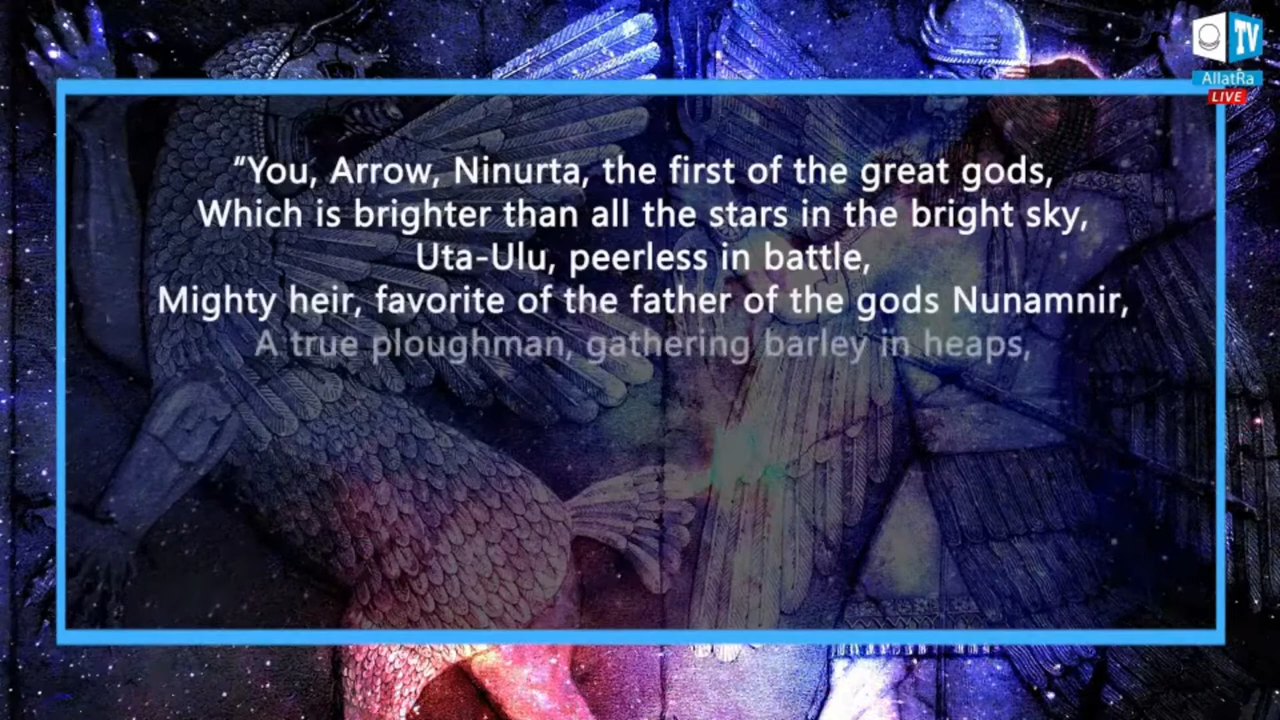 TV
AllatRa
LIVE
“You, Arrow, Ninurta, the first of the great gods,
Which is brighter than all the stars in the bright sky,
Uta-Ulu, peerless in battle,
Mighty heir, favorite of the father of the gods Nunamnir,
A true ploughman, gathering barley in heaps,